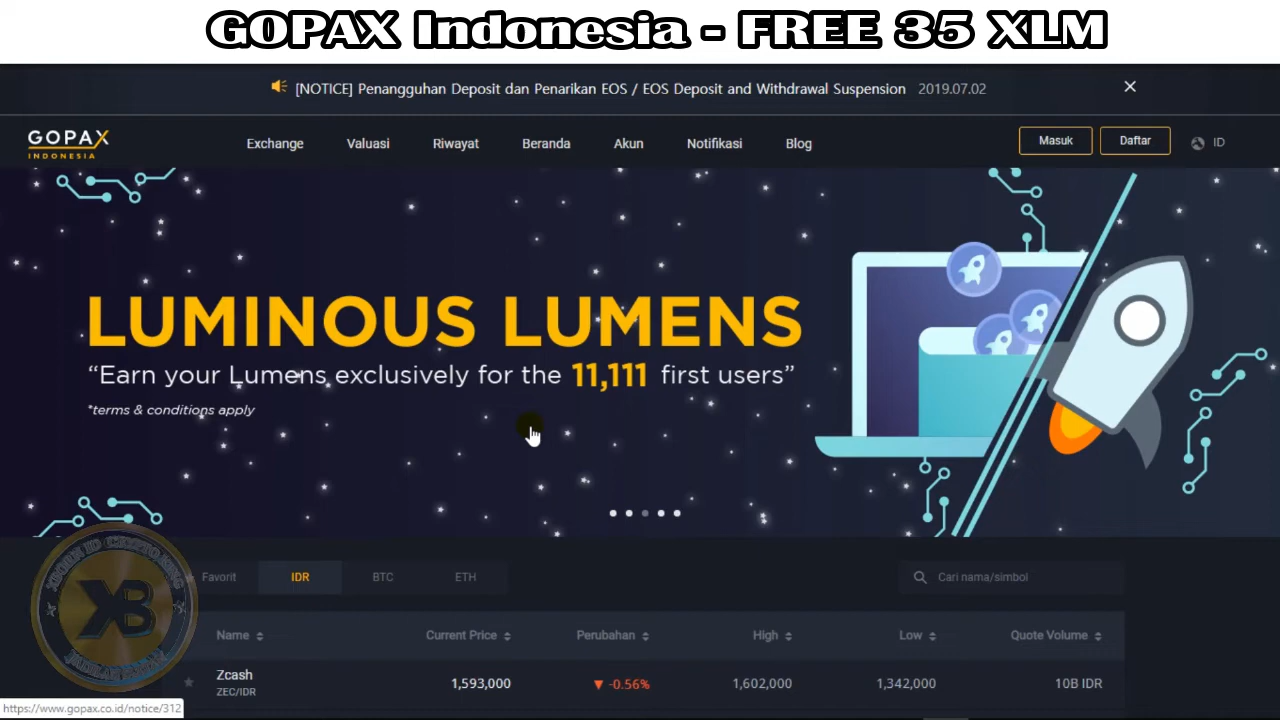 GOPAX Indonesia - FREE 35 XLM
[NOTICE] Penangguhan Deposit dan Penarikan EOS / EOS Deposit and Withdrawal Suspension 2019.07.02
GOPAX
INDONESIA
Exchange Valuasi Riwayat Beranda Akun Notifikasi Blog Masuk Daftar ID
LUMINOUS LUMENS
“Earn your Lumens exclusively for the 11,111 first users”
*terms & conditions apply
Favorit IDR BTC ETH Cari nama/simbol
XB
Name Current Price Perubahan High Low Quote Volume
Zcash 1,593,000 ▼ -0.56% 1,602,000 1,342,000 10B IDR
ZEC/IDR
https://www.gopax.co.id/notice/312